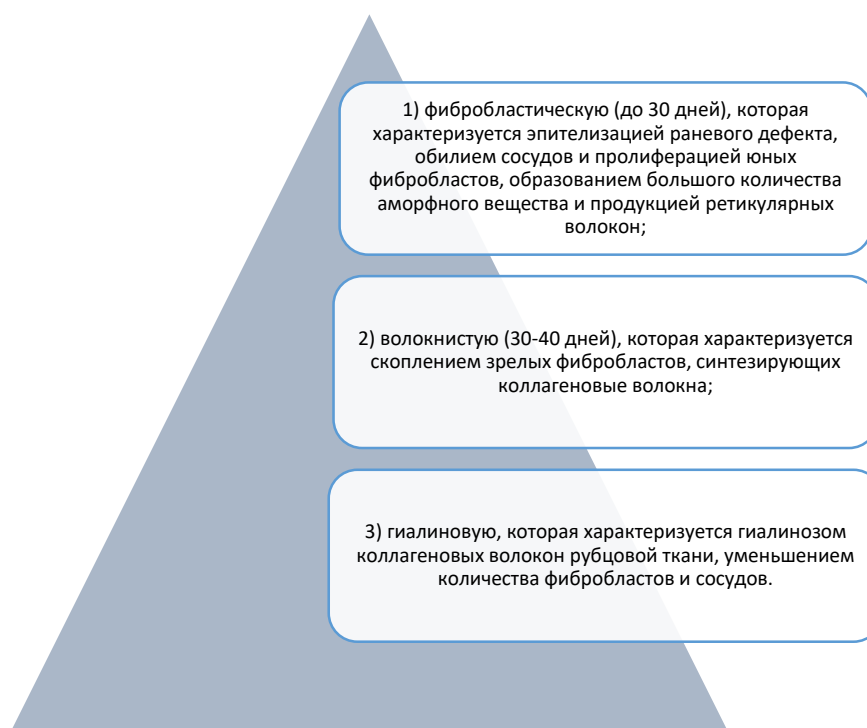 1) фибробластическую (до 30 дней), которая
характеризуется эпителизацией раневого дефекта,
обилием сосудов и пролиферацией юных
фибробластов, образованием большого количества
аморфного вещества и продукцией ретикулярных
волокон;
2) волокнистую (30-40 дней), которая характеризуется
скоплением зрелых фибробластов, синтезирующих
коллагеновые волокна;
3) гиалиновую, которая характеризуется гиалинозом
коллагеновых волокон рубцовой ткани, уменьшением
количества фибробластов и сосудов.